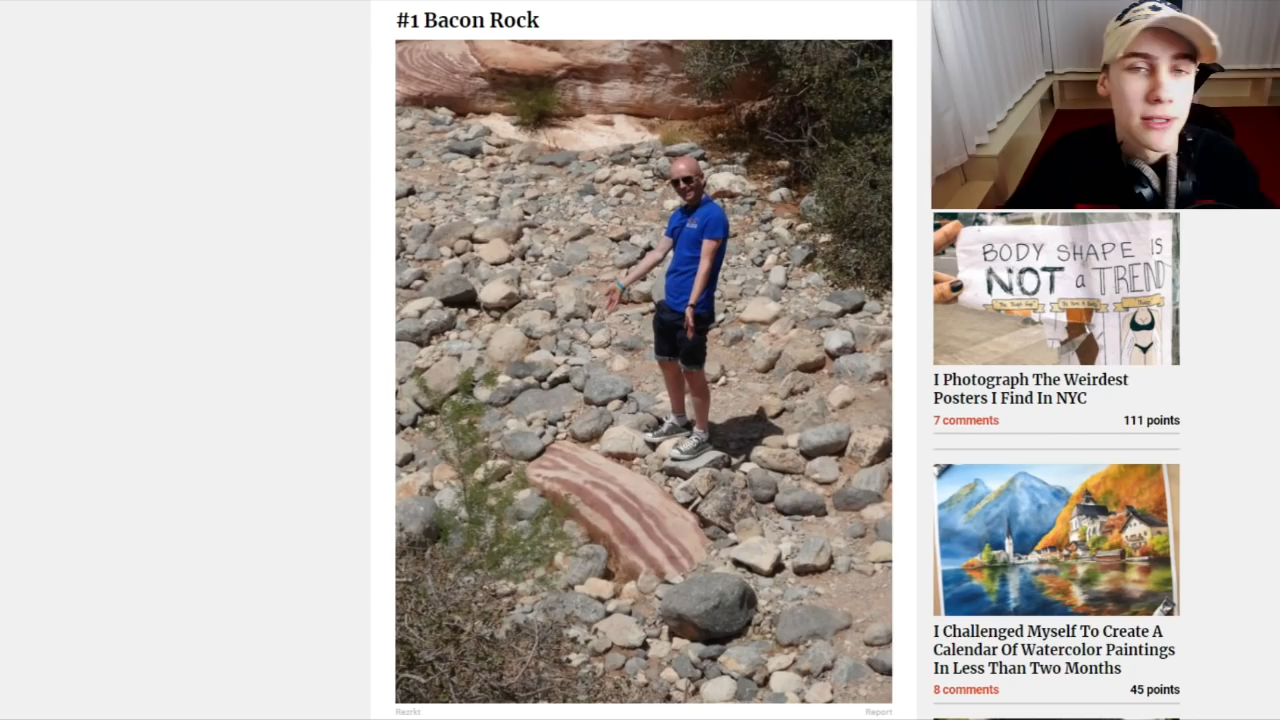 #1 Bacon Rock
Rezrkt
Report
BODY SHAPE IS
NOT a TREND
I Photograph The Weirdest
Posters I Find In NYC
7 comments
111 points
I Challenged Myself To Create A
Calendar Of Watercolor Paintings
In Less Than Two Months
8 comments
45 points